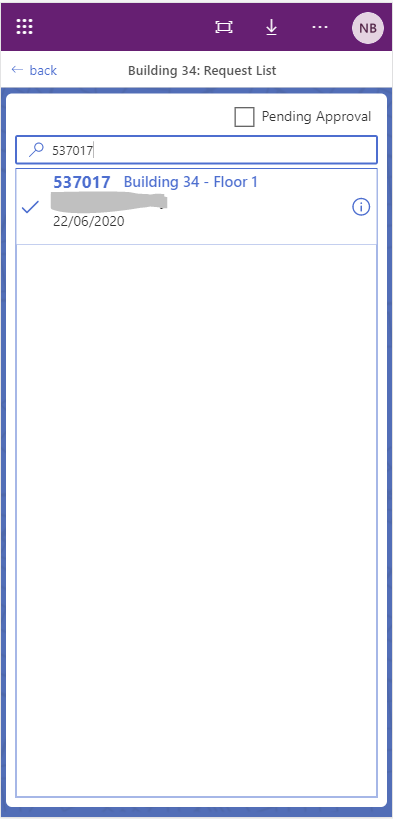 NB
back
Building 34: Request List
Pending Approval
537017
537017 Building 34 - Floor 1
22/06/2020